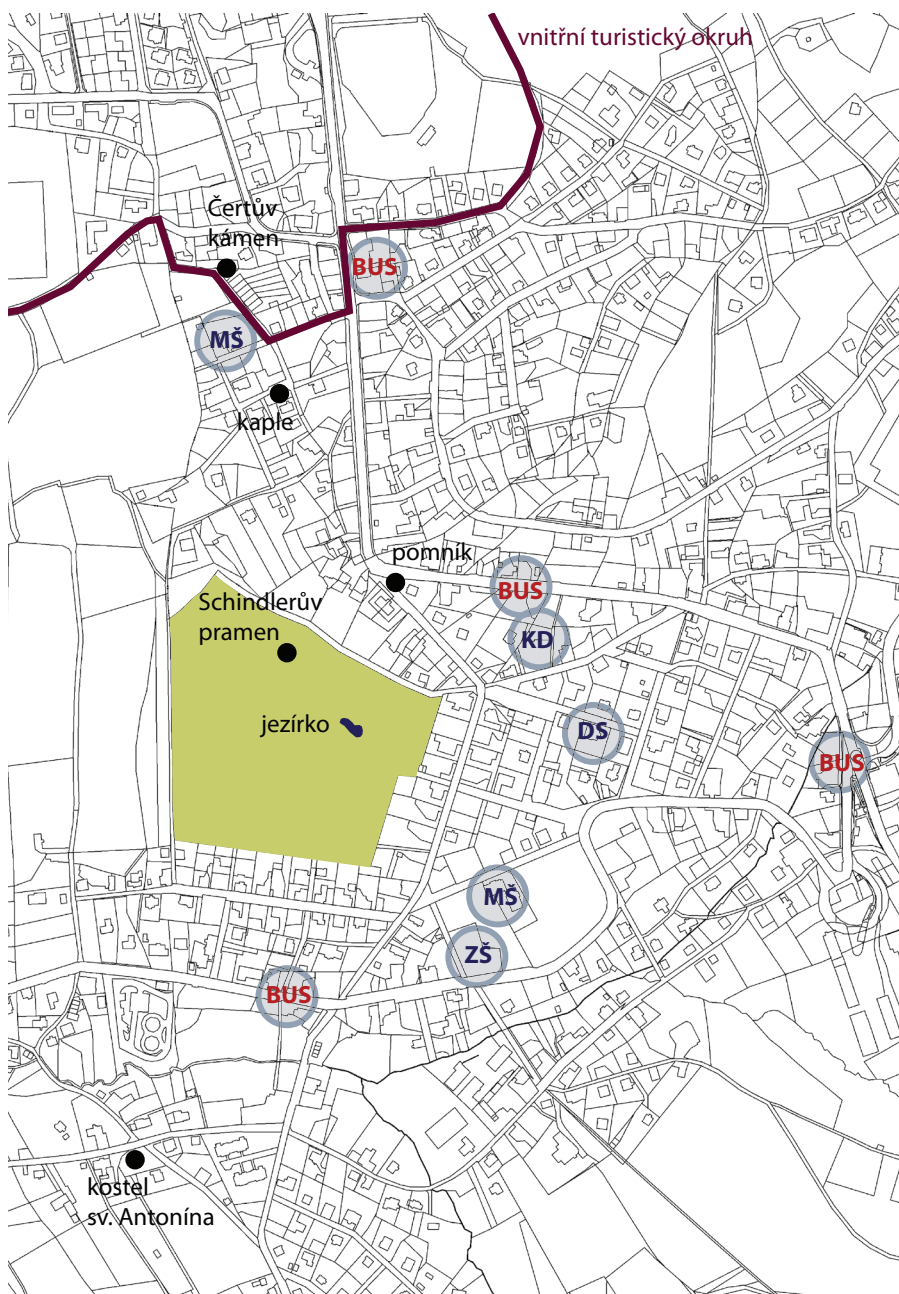 vnitřní turistický okruh
Čertův
kámen
BUS
MŠ
kaple
pomník
BUS
Schindlerův
pramen
KD
jezírko
DS
BUS
MŠ
ZŠ
BUS
kostel
sv. Antonína